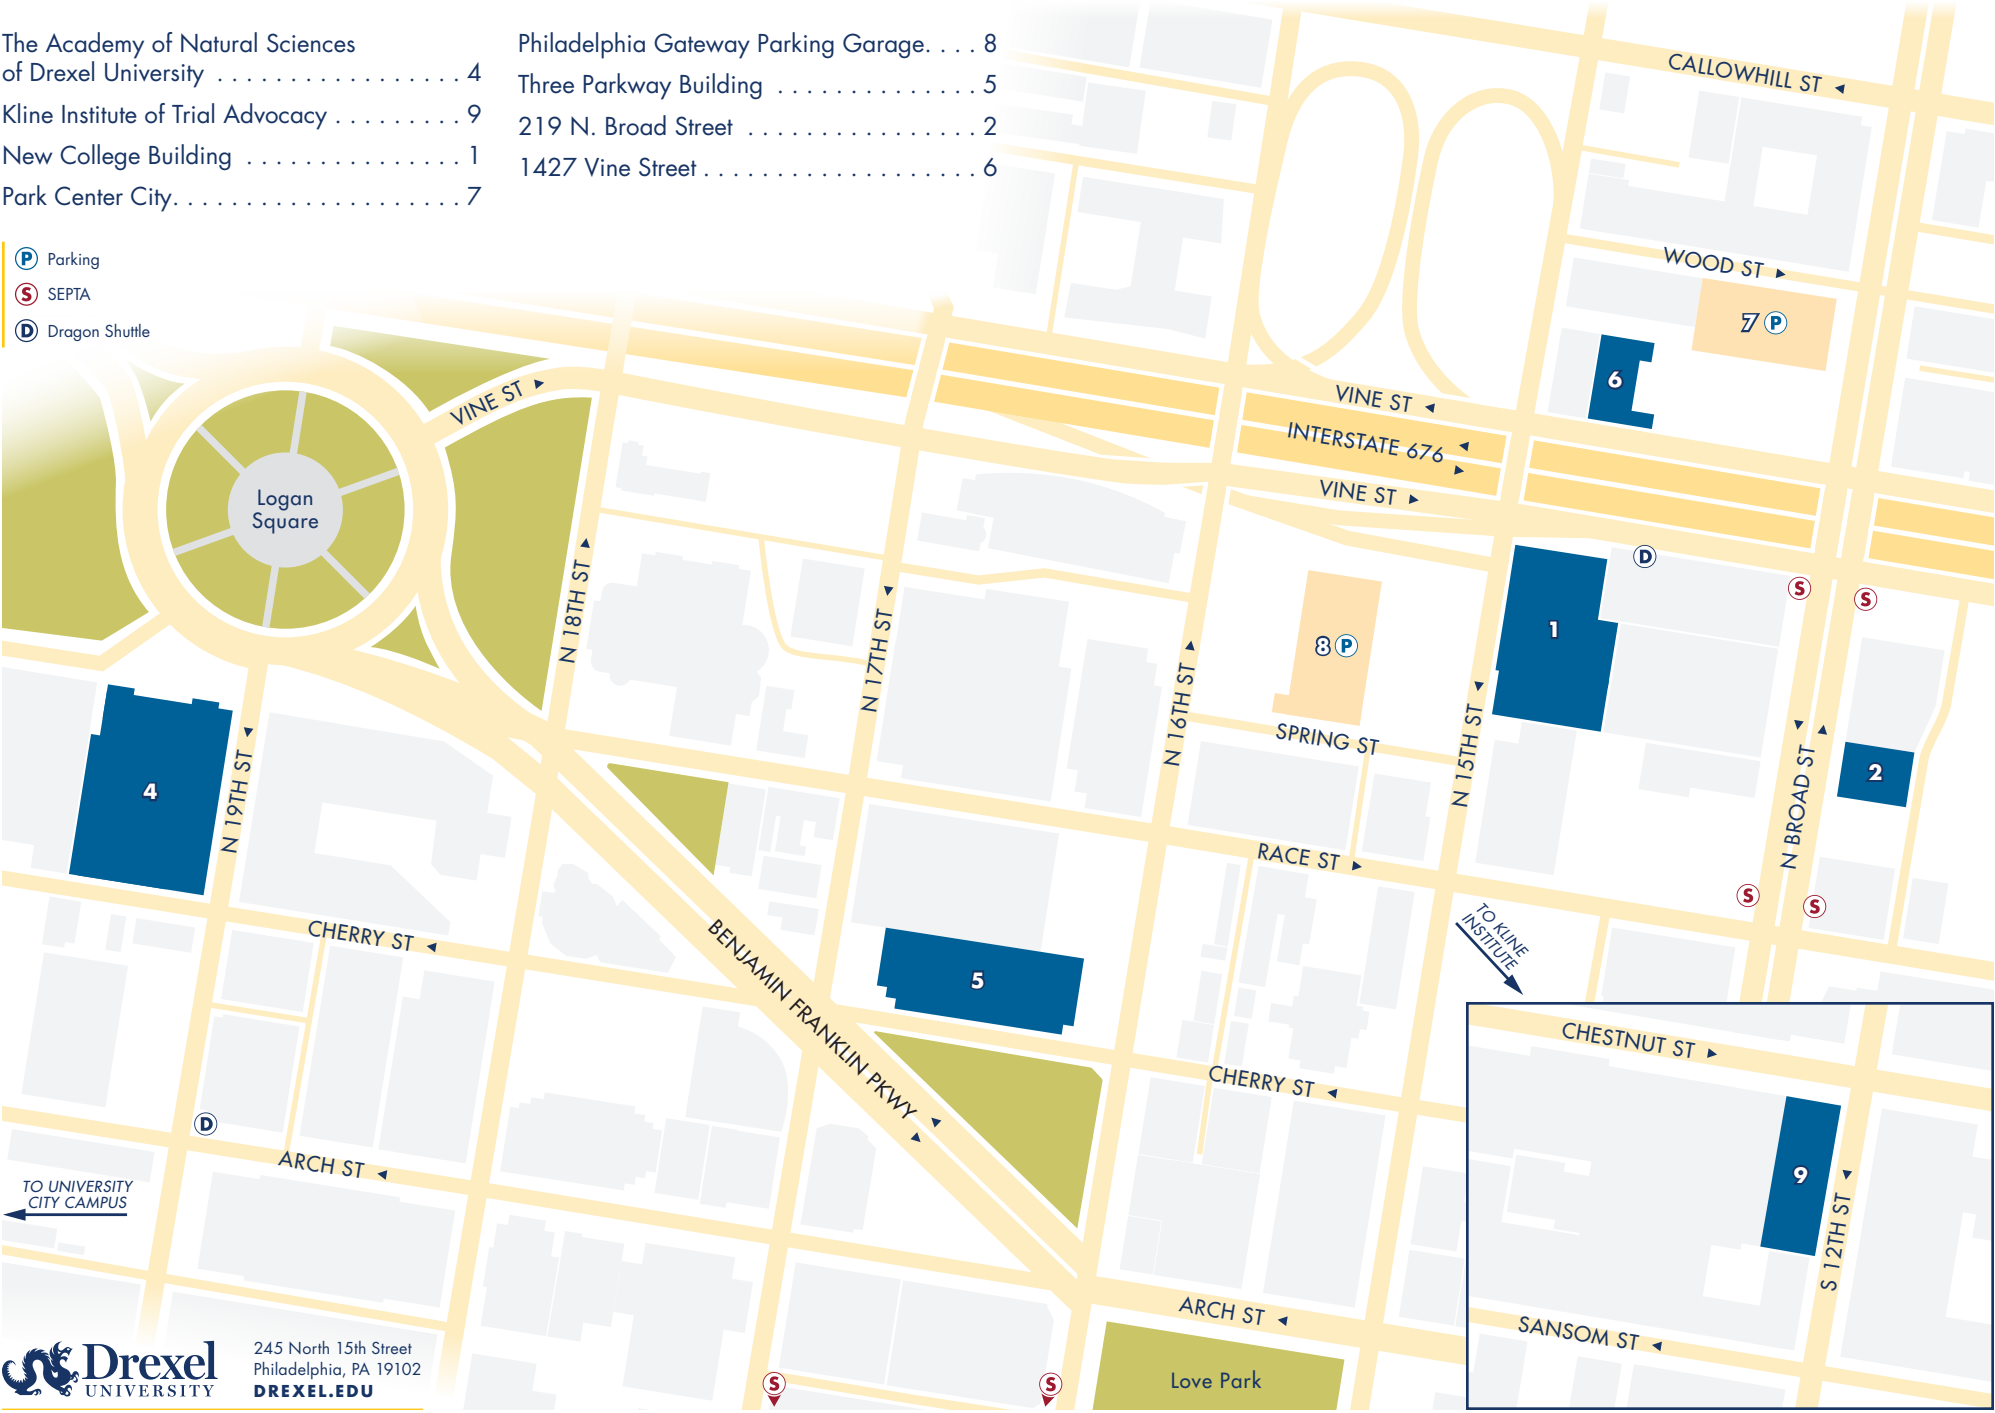 The Academy of Natural Sciences
of Drexel University . . . . . . . . . . . . . . . . . 4
Kline Institute of Trial Advocacy . . . . . . . . . 9
New College Building . . . . . . . . . . . . . . . 1
Park Center City. . . . . . . . . . . . . . . . . . . . 7
Philadelphia Gateway Parking Garage. . . . 8
Three Parkway Building . . . . . . . . . . . . . . 5
219 N. Broad Street . . . . . . . . . . . . . . . . 2
1427 Vine Street . . . . . . . . . . . . . . . . . . . 6
P Parking
S SEPTA
D Dragon Shuttle
CALLOWHILL ST
WOOD ST
7 P
6
VINE ST
VINE ST
INTERSTATE 676
VINE ST
Logan
Square
D
S
S
1
8 P
N 18TH ST
N 17TH ST
N 16TH ST
N 15TH ST
SPRING ST
N BROAD ST
2
4
N 19TH ST
RACE ST
S
S
CHERRY ST
BENJAMIN FRANKLIN PKWY
5
TO KLINE
INSTITUTE
CHERRY ST
CHESTNUT ST
9
S 12TH ST
SANSOM ST
D
ARCH ST
TO UNIVERSITY
CITY CAMPUS
ARCH ST
Love Park
S
S
Drexel
UNIVERSITY
245 North 15th Street
Philadelphia, PA 19102
DREXEL.EDU